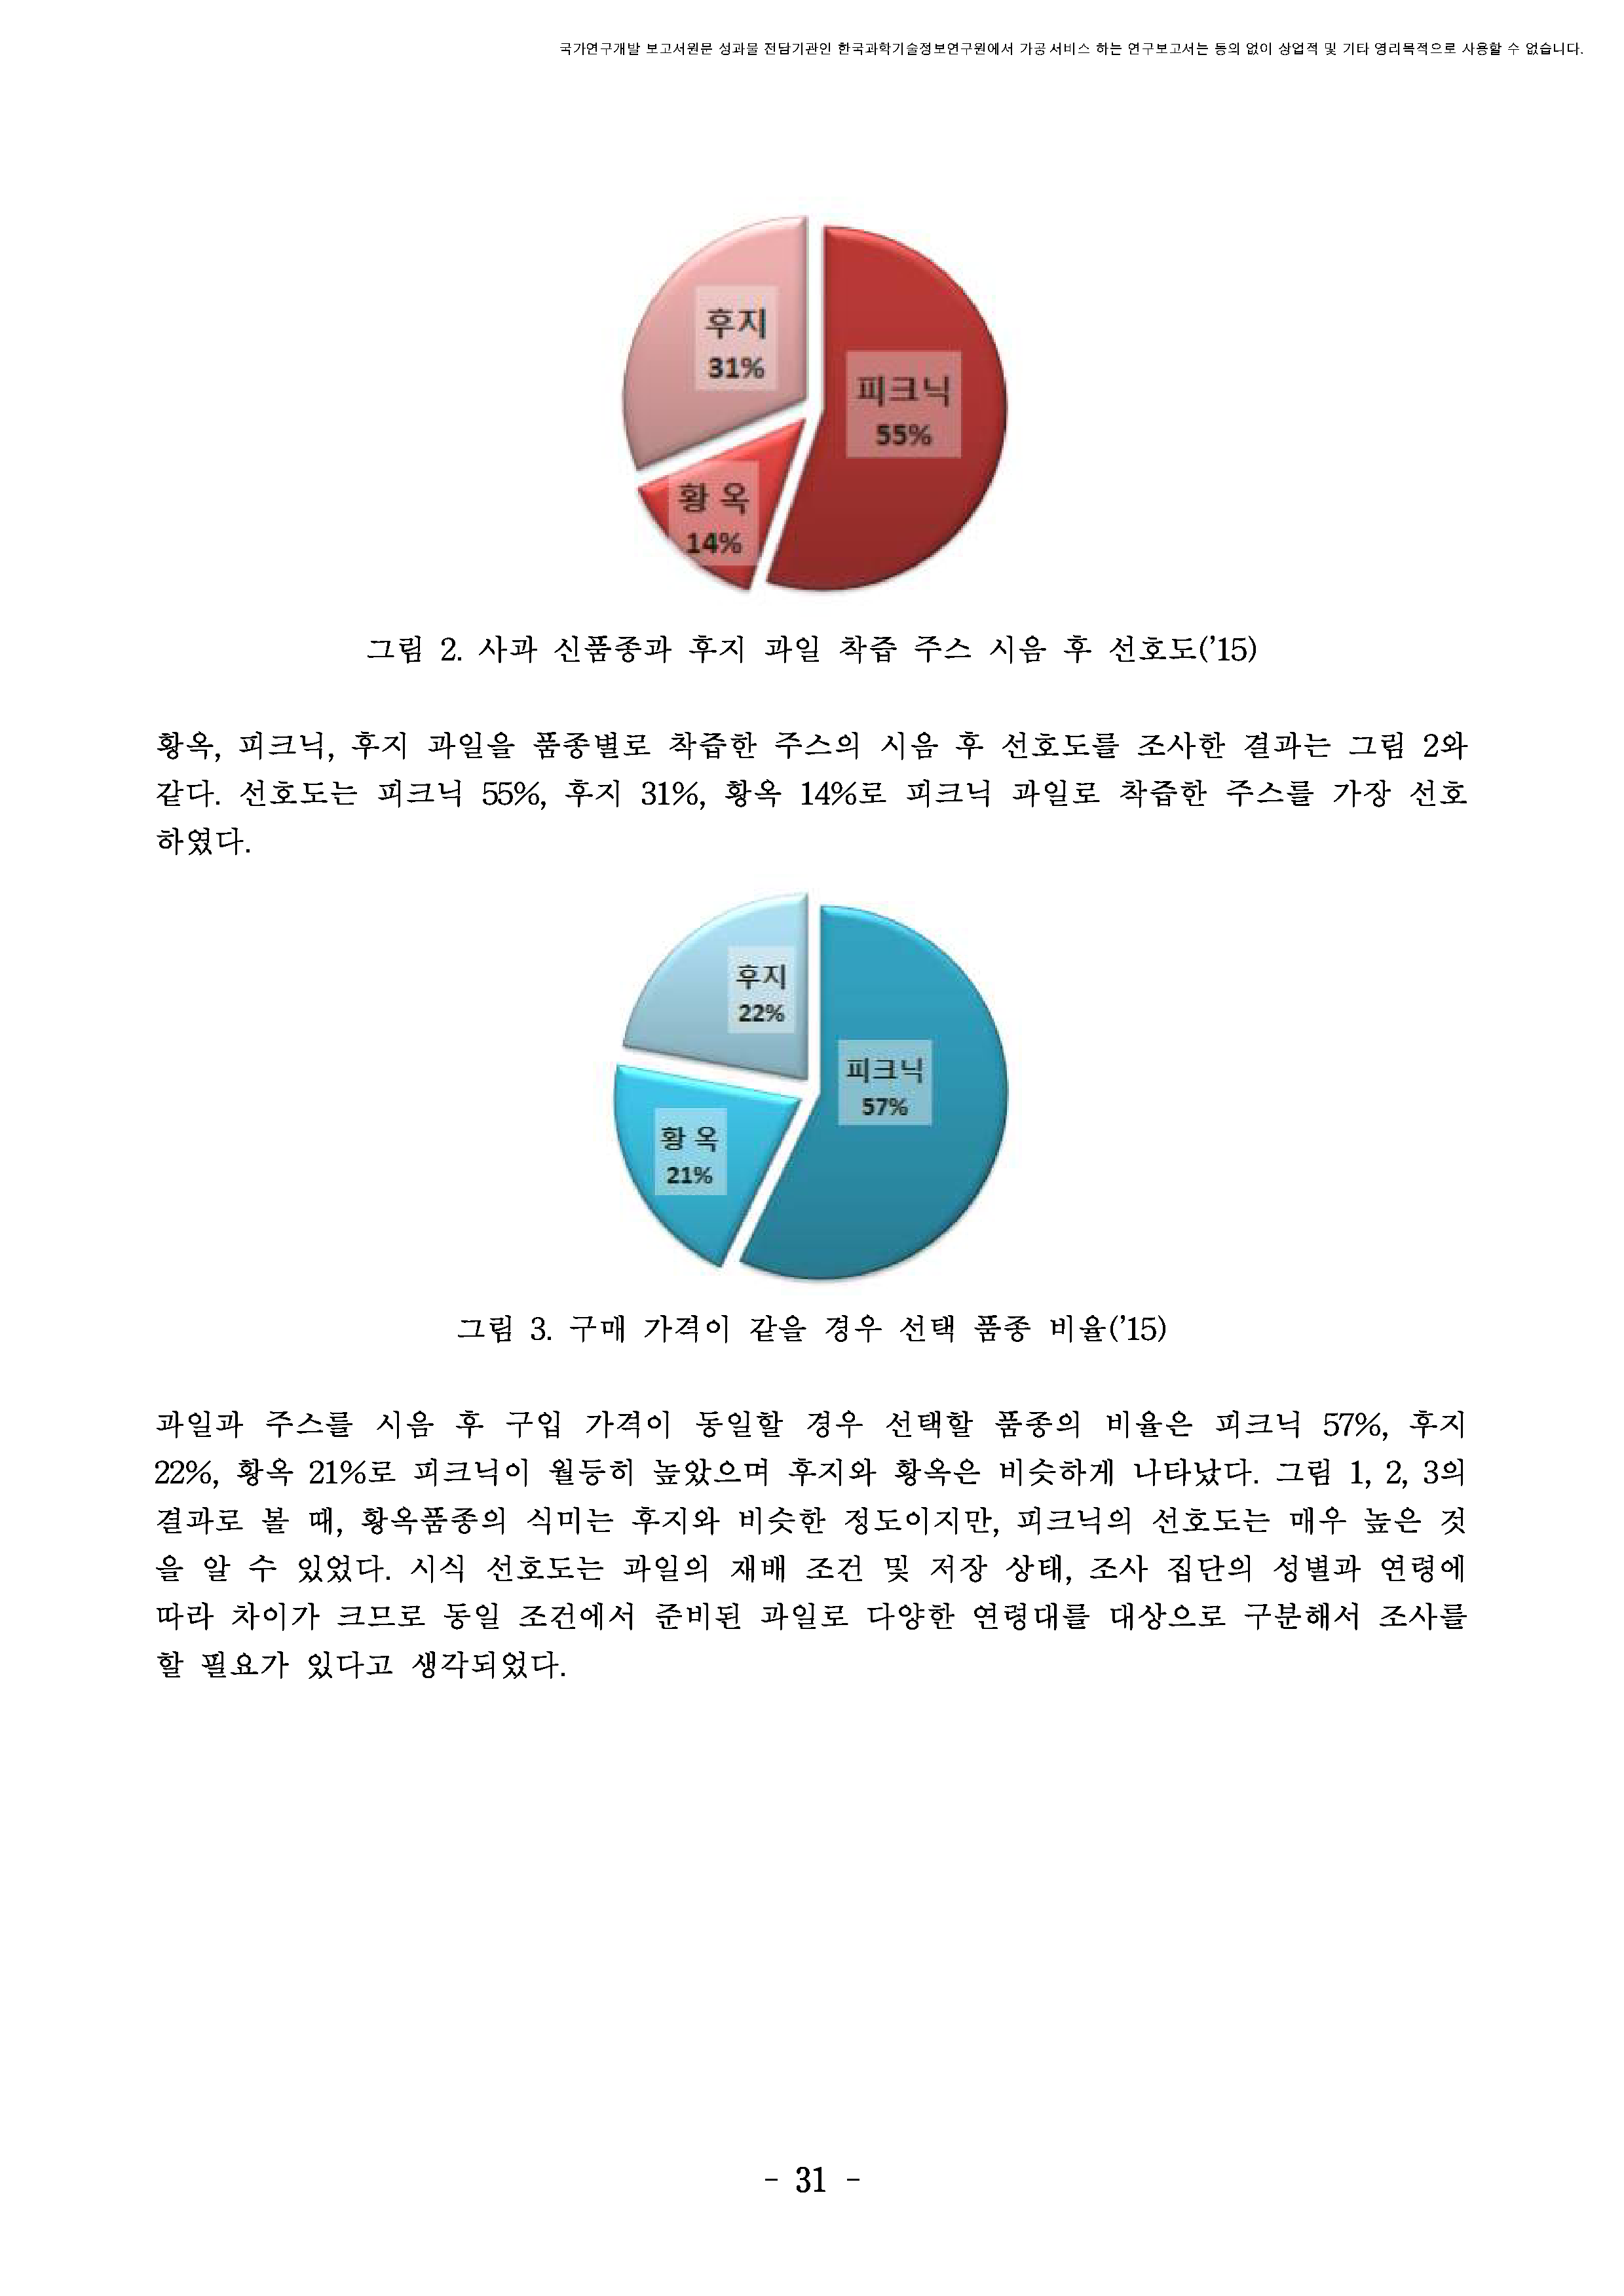 국가연구개발 보고서원문 성과물 전담기관인 한국과학기술정보연구원에서 가공·서비스 하는 연구보고서는 동의 없이 상업적 및 기타 영리목적으로 사용할 수 없습니다.
후지
31%
피크닉
55%
황 옥
14%
그림 2. 사과 신품종과 후지 과일 착즙 주스 시음 후 선호도('15)
황옥, 피크닉, 후지 과일을 품종별로 착즙한 주스의 시음 후 선호도를 조사한 결과는 그림 2와
같다. 선호도는 피크닉 55%, 후지 31%, 황옥 14%로 피크닉 과일로 착즙한 주스를 가장 선호
하였다.
후지
22%
피크닉
57%
황 옥
21%
그림 3. 구매 가격이 같을 경우 선택 품종 비율('15)
과일과 주스를 시음 후 구입 가격이 동일할 경우 선택할 품종의 비율은 피크닉 57%, 후지
22%, 황옥 21%로 피크닉이 월등히 높았으며 후지와 황옥은 비슷하게 나타났다. 그림 1, 2, 3의
결과로 볼 때, 황옥품종의 식미는 후지와 비슷한 정도이지만, 피크닉의 선호도는 매우 높은 것
을 알 수 있었다. 시식 선호도는 과일의 재배 조건 및 저장 상태, 조사 집단의 성별과 연령에
따라 차이가 크므로 동일 조건에서 준비된 과일로 다양한 연령대를 대상으로 구분해서 조사를
할 필요가 있다고 생각되었다.
- 31 -